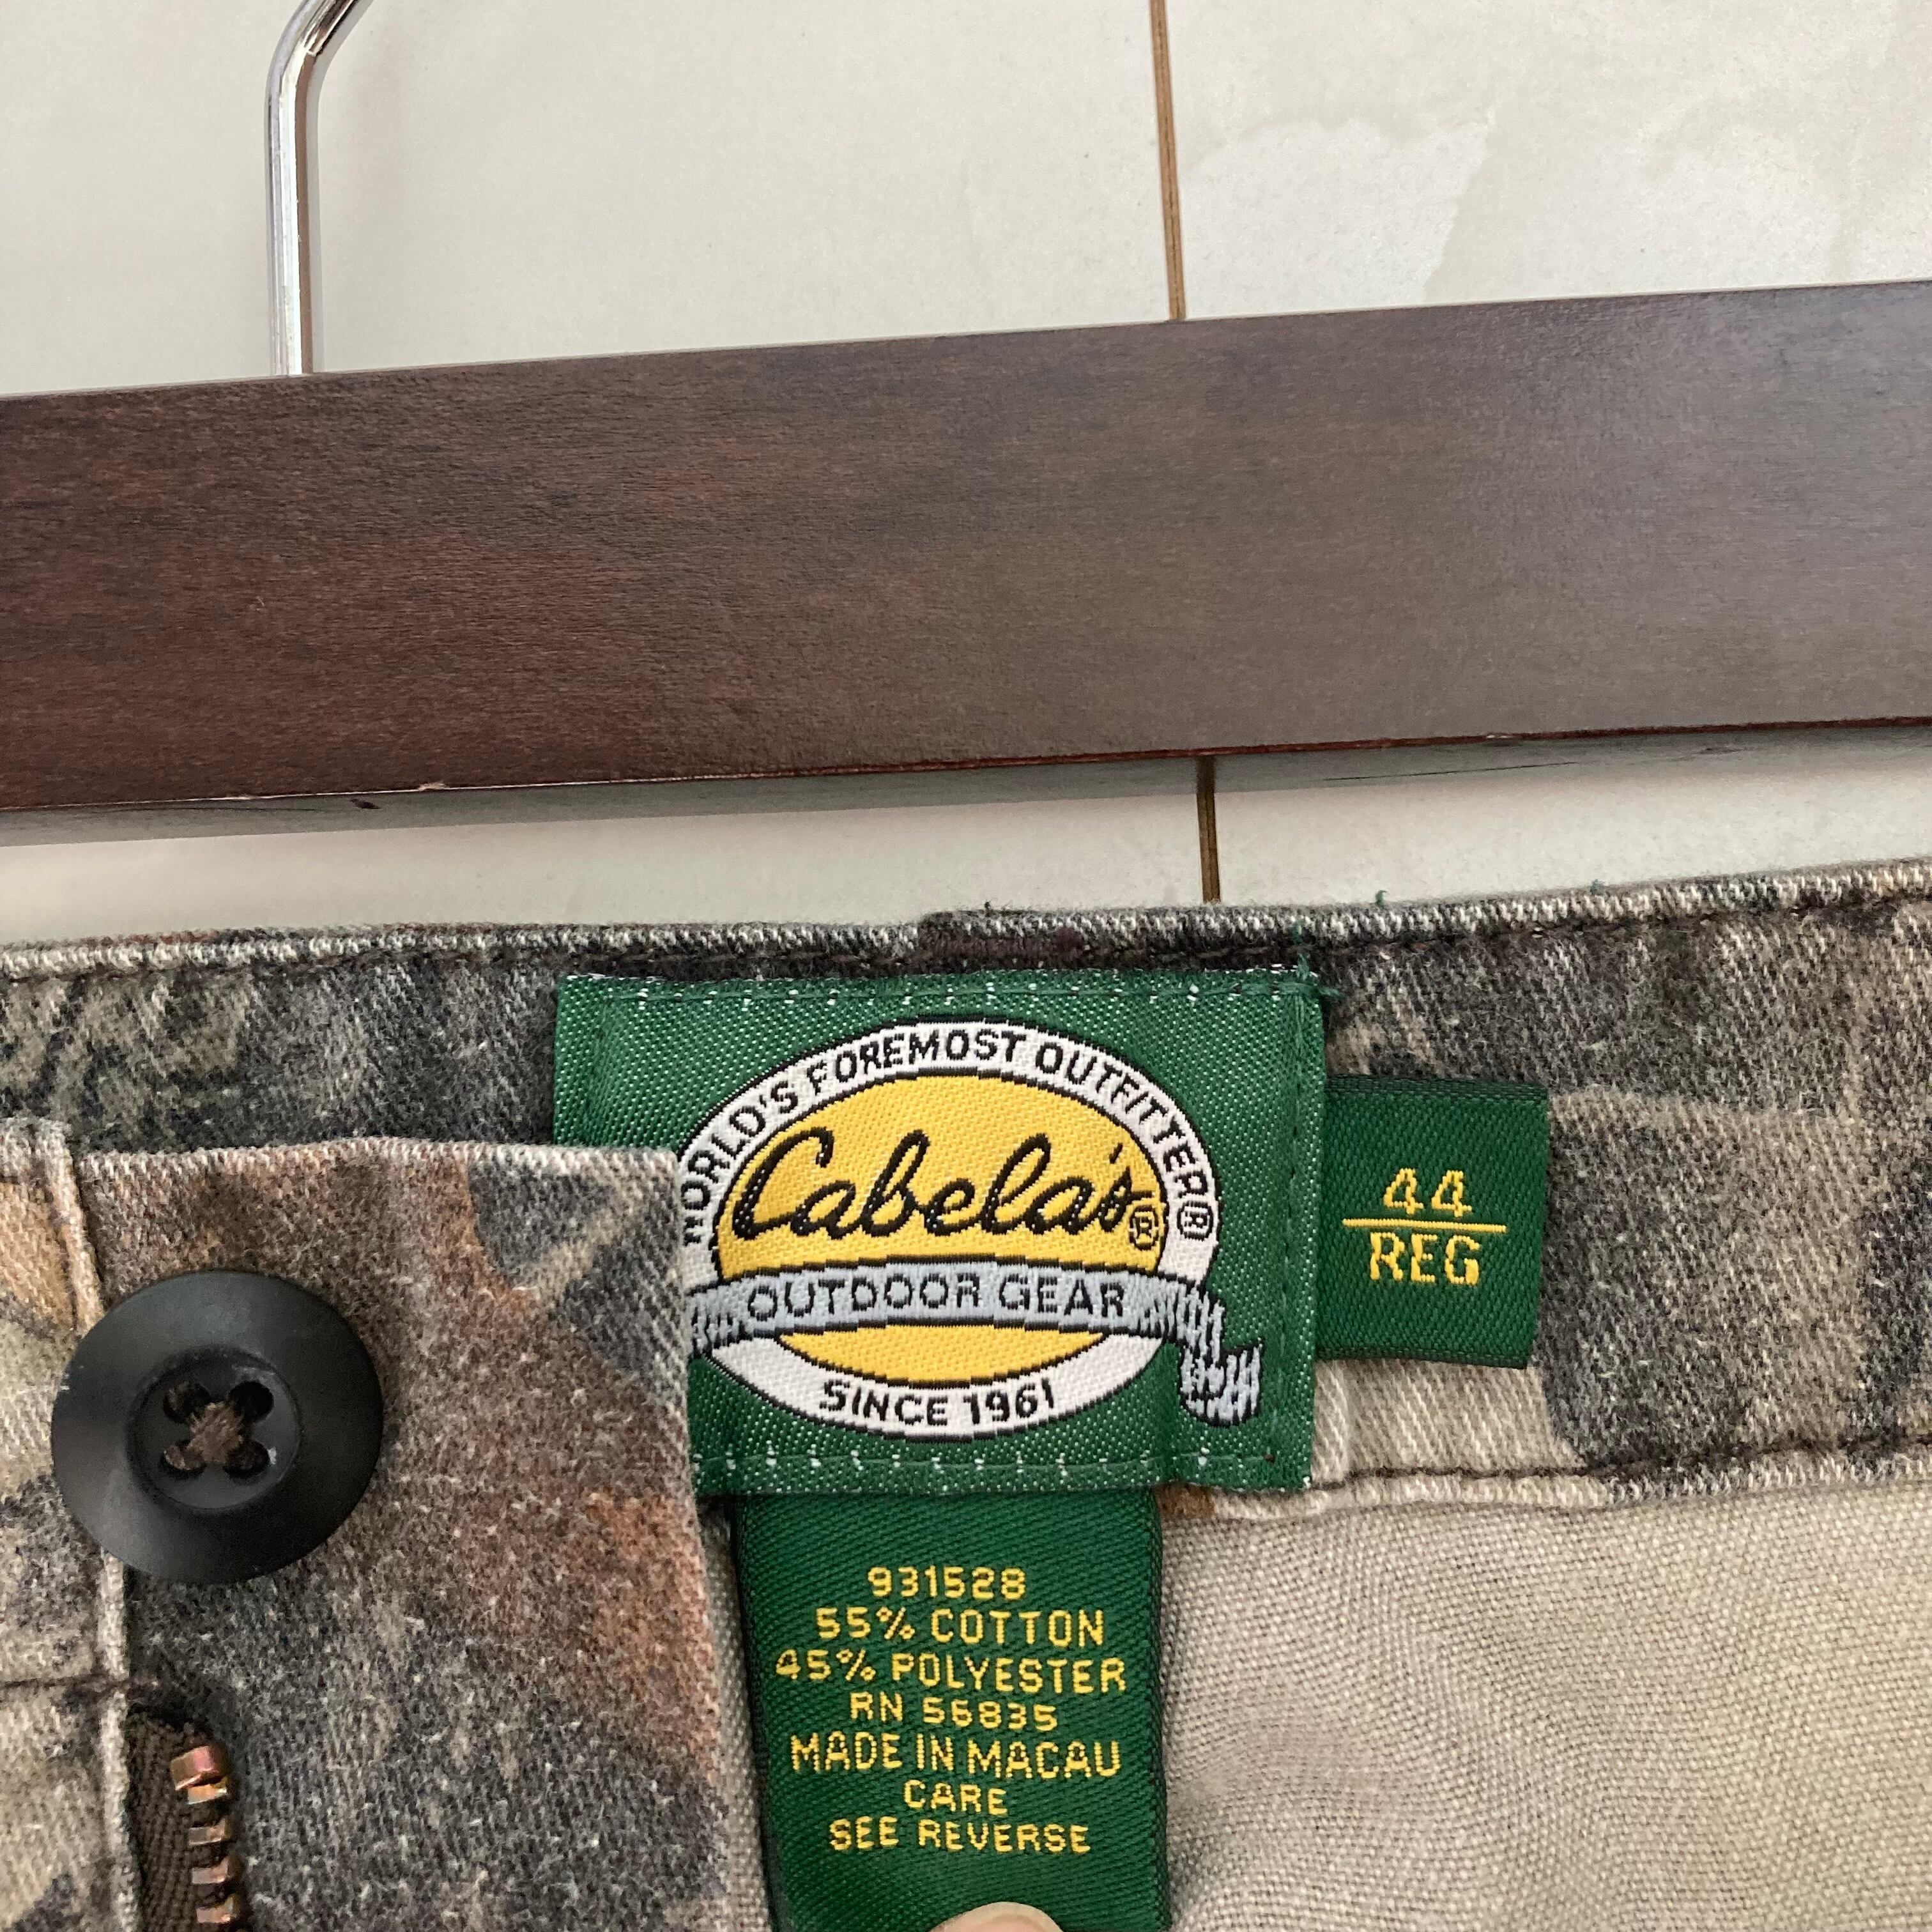 WORLD'S FOREMOST OUTFITTER®
Cabela's®
OUTDOOR GEAR
SINCE 1961
44
REG
931528
55% COTTON
45% POLYESTER
RN 56835
MADE IN MACAU
CARE
SEE REVERSE